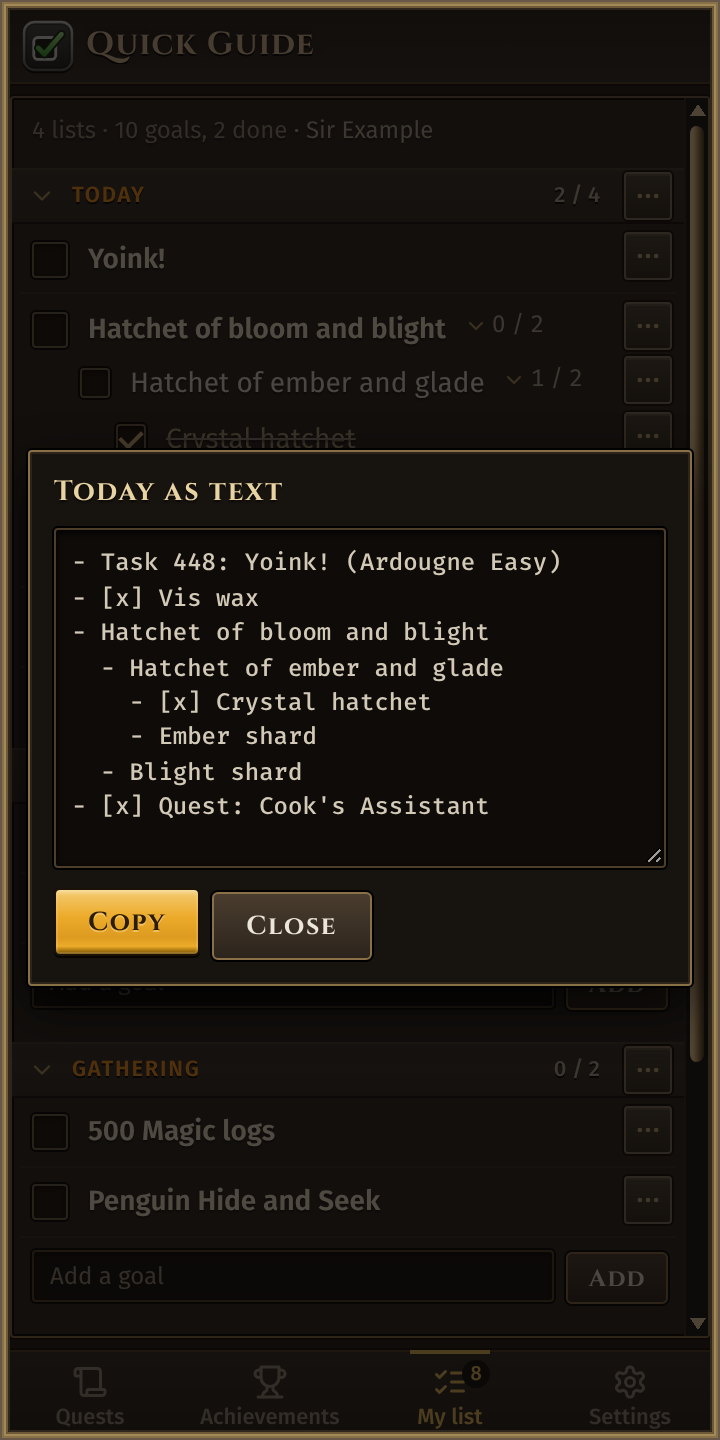 Quick Guide
4 lists · 10 goals, 2 done · Sir Example
TODAY 2 / 4
Yoink!
Hatchet of bloom and blight 0 / 2
Hatchet of ember and glade 1 / 2
Crystal hatchet
Today as text
- Task 448: Yoink! (Ardougne Easy)
- [x] Vis wax
- Hatchet of bloom and blight
  - Hatchet of ember and glade
    - [x] Crystal hatchet
    - Ember shard
  - Blight shard
- [x] Quest: Cook's Assistant
Copy Close
Add a goal Add
GATHERING 0 / 2
500 Magic logs
Penguin Hide and Seek
Add a goal Add
8
Quests Achievements My list Settings